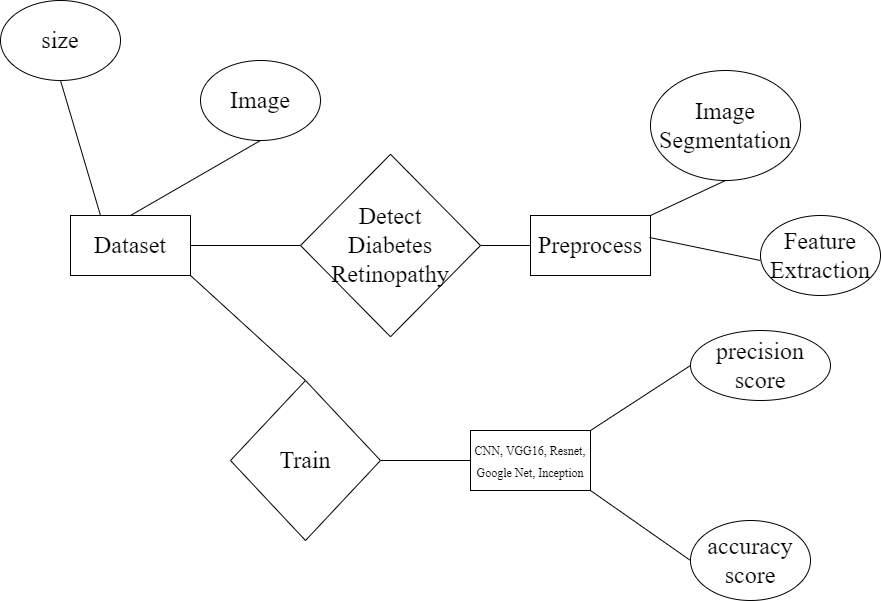 size
Image
Image
Segmentation
Detect
Diabetes
Retinopathy
Dataset
Preprocess
Feature
Extraction
precision
score
Train
CNN, VGG16, Resnet,
Google Net, Inception
accuracy
score